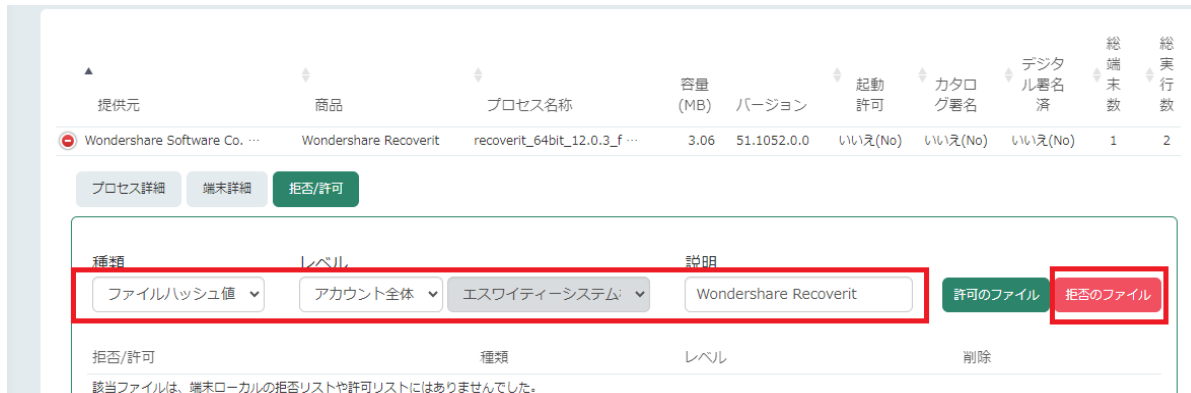 提供元 商品 プロセス名称 容量(MB) バージョン 起動許可 カタログ署名 デジタル署名済 総端末数 総実行数
Wondershare Software Co. ... Wondershare Recoverit recoverit_64bit_12.0.3_f ... 3.06 51.1052.0.0 いいえ(No) いいえ(No) いいえ(No) 1 2
プロセス詳細 端末詳細 拒否/許可
種類 レベル 説明
ファイルハッシュ値 アカウント全体 エスワイティーシステム Wondershare Recoverit 許可のファイル 拒否のファイル
拒否/許可 種類 レベル 削除
該当ファイルは、端末ローカルの拒否リストや許可リストにはありませんでした。